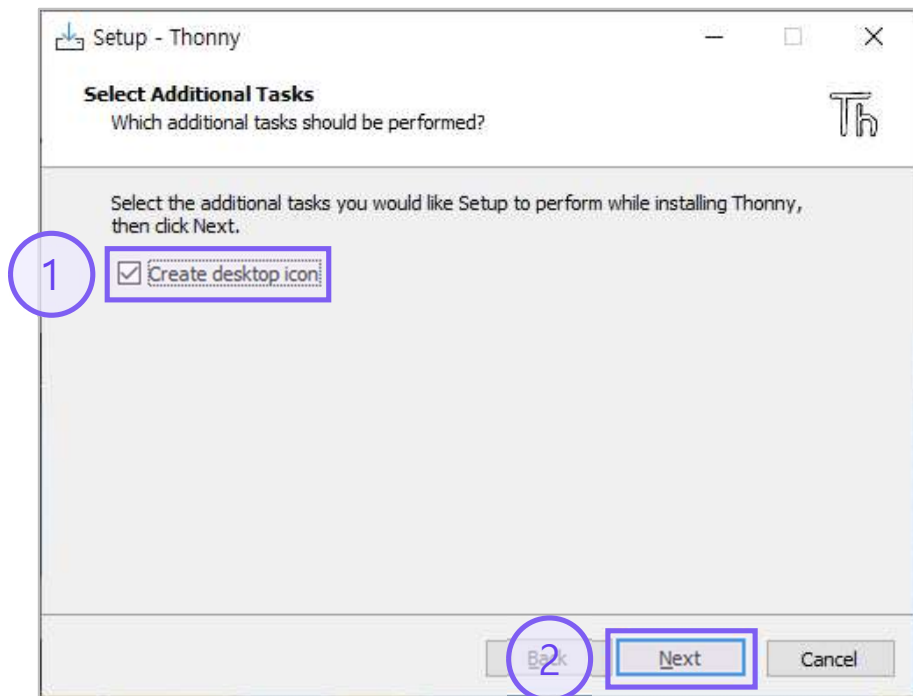 Setup - Thonny
Select Additional Tasks
Which additional tasks should be performed?
Th
Select the additional tasks you would like Setup to perform while installing Thonny,
then click Next.
1
Create desktop icon
Back
2
Next
Cancel